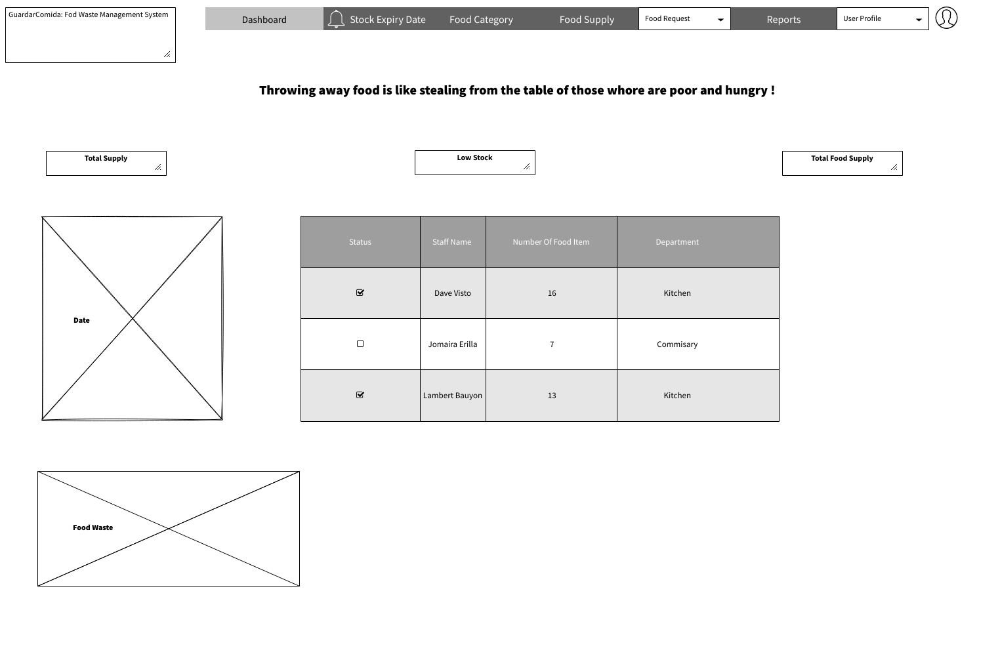 GuardarComida: Fod Waste Management System
Dashboard
Stock Expiry Date
Food Category
Food Supply
Food Request
Reports
User Profile
Throwing away food is like stealing from the table of those whore are poor and hungry !
Total Supply
Low Stock
Total Food Supply
Status Staff Name Number Of Food Item Department
Dave Visto 16 Kitchen
Date
Jomaira Erilla 7 Commisary
Lambert Bauyon 13 Kitchen
Food Waste